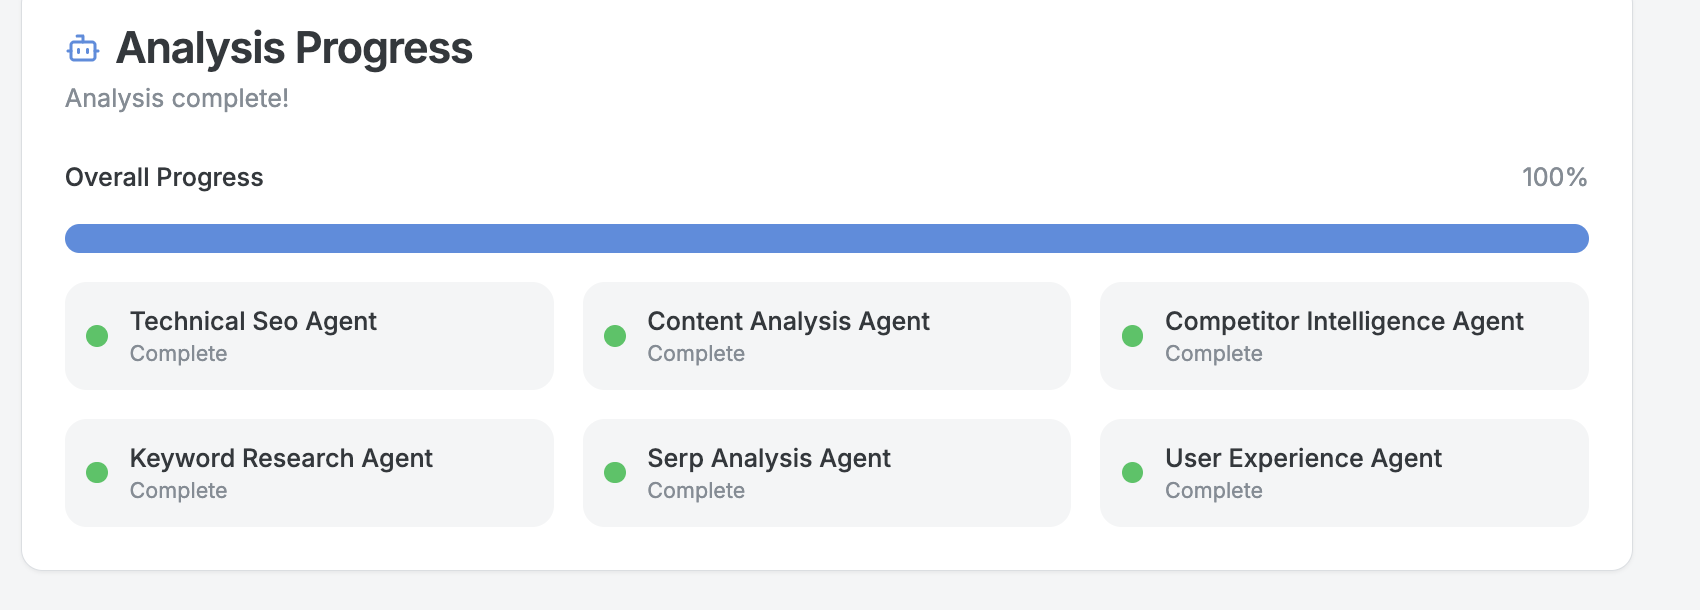 Analysis Progress
Analysis complete!
Overall Progress
100%
Technical Seo Agent
Complete
Content Analysis Agent
Complete
Competitor Intelligence Agent
Complete
Keyword Research Agent
Complete
Serp Analysis Agent
Complete
User Experience Agent
Complete